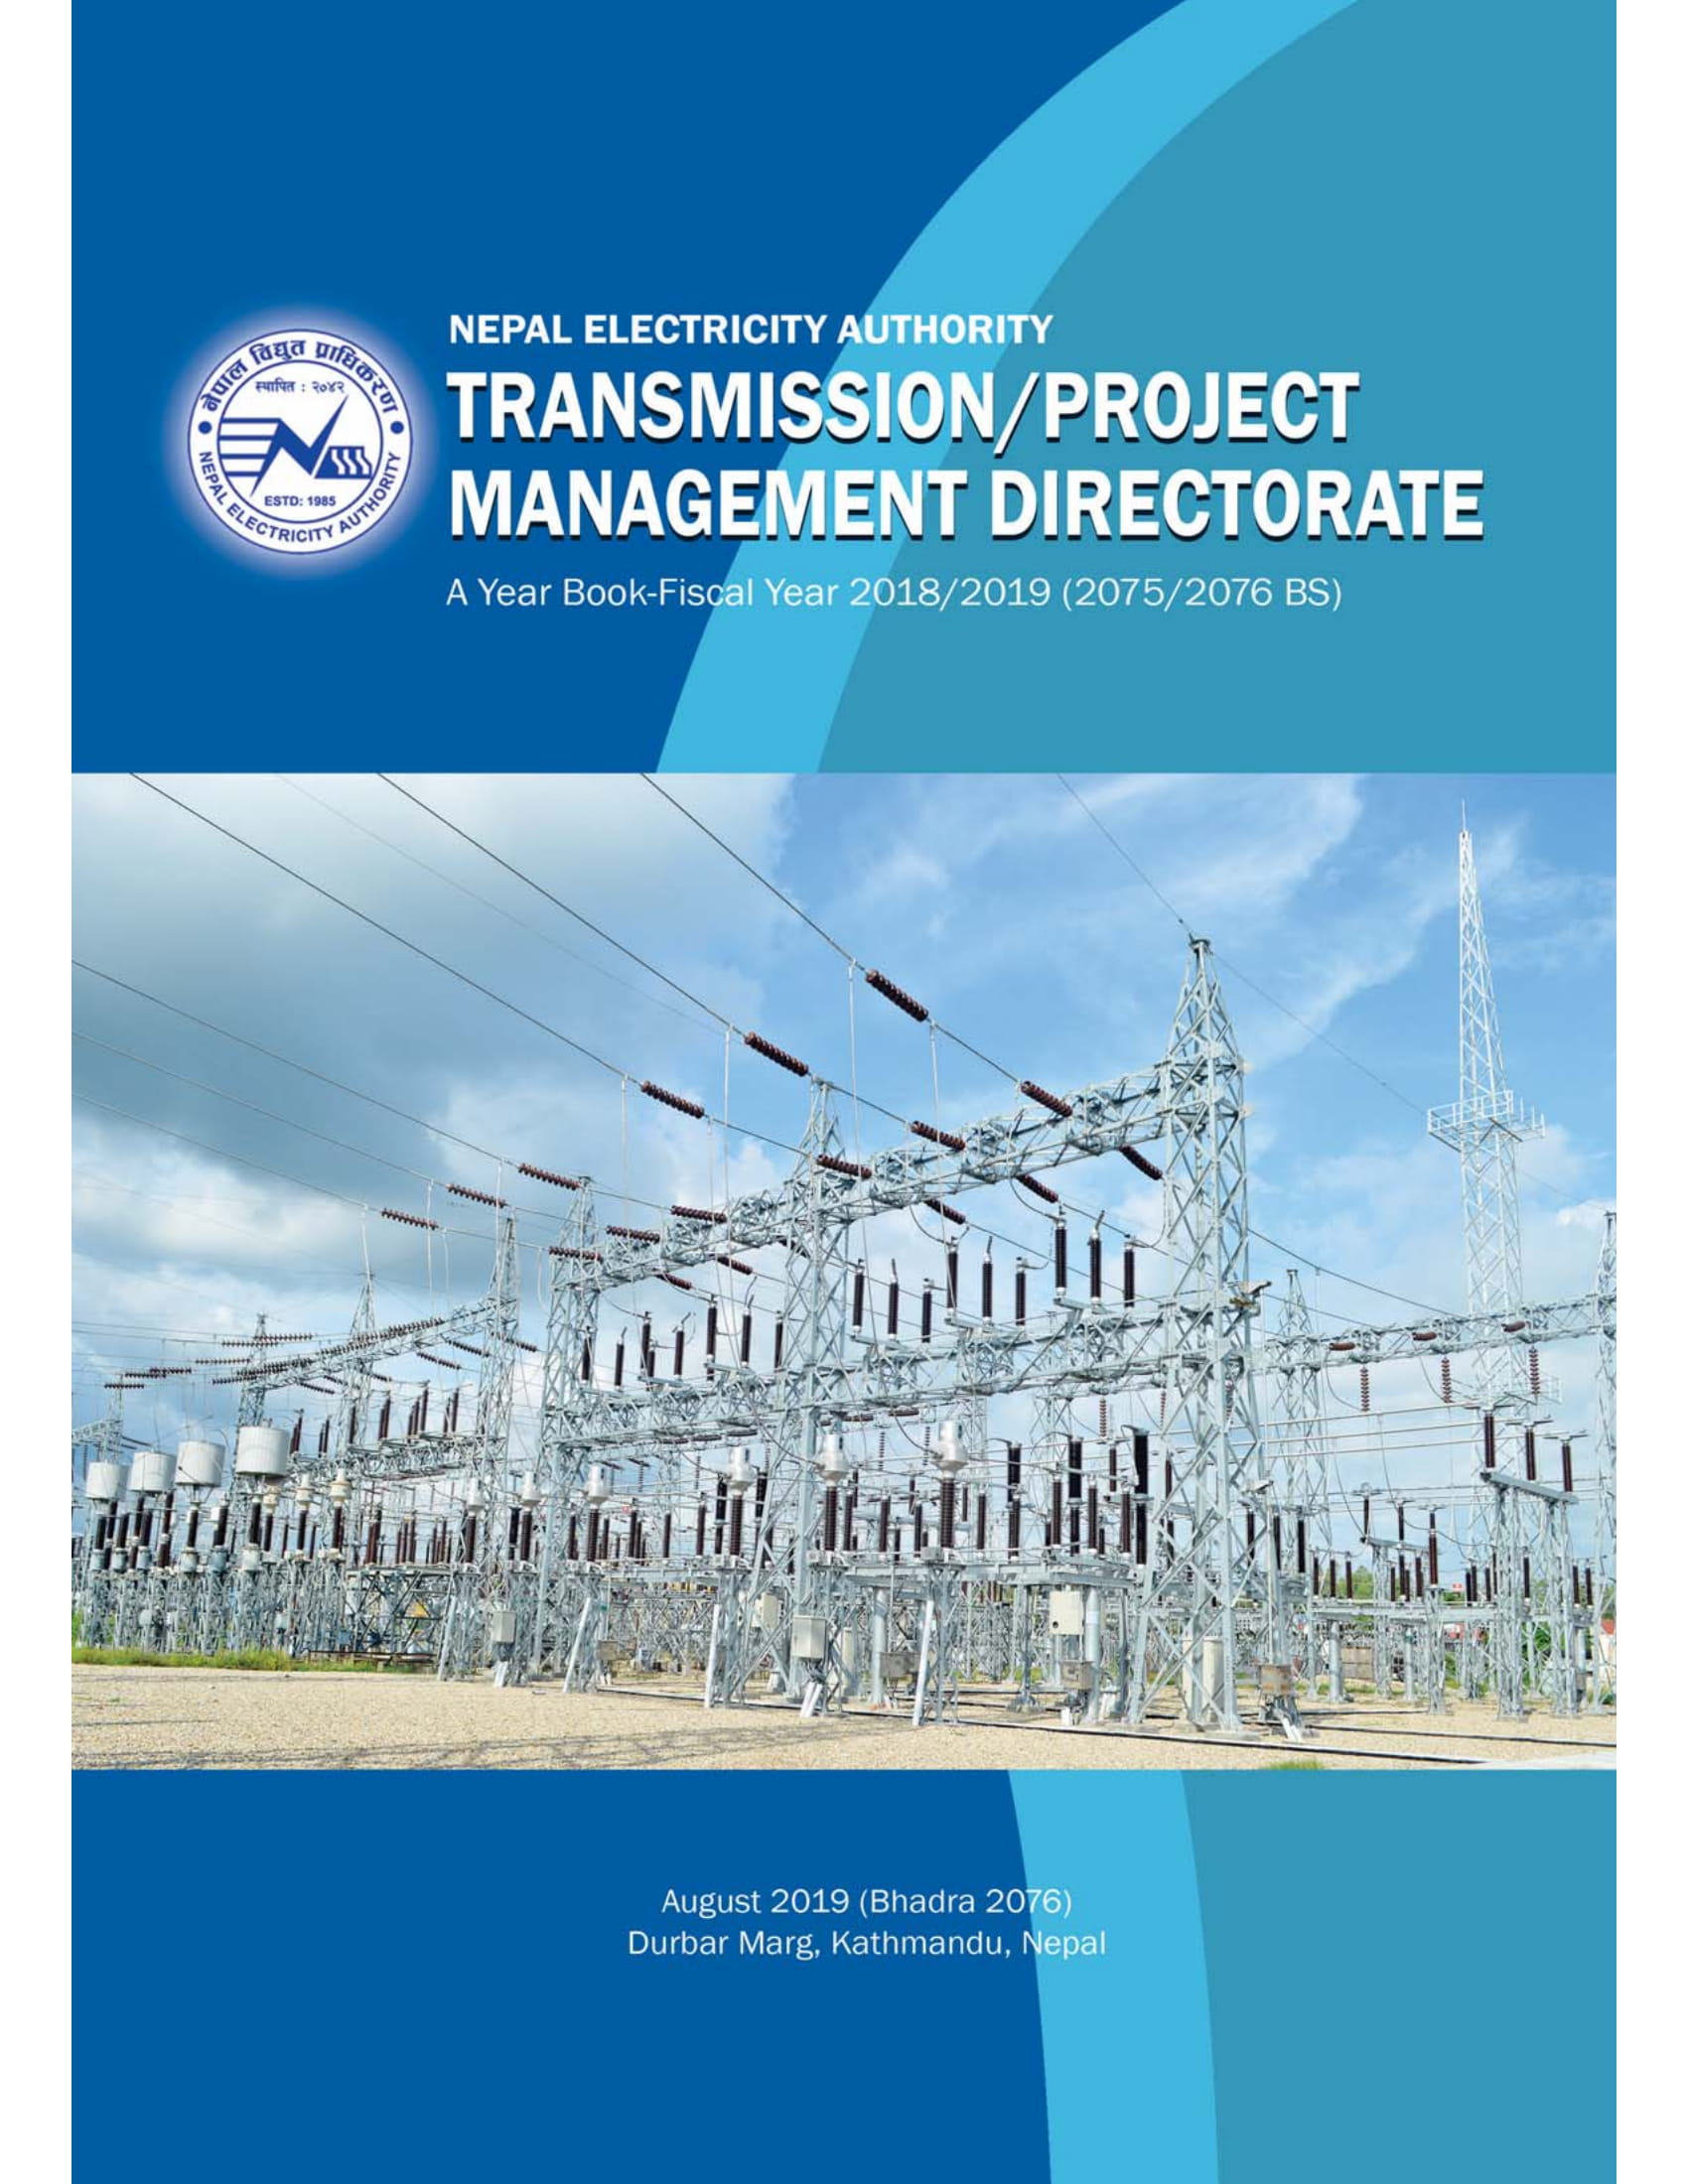 नेपाल विद्युत प्राधिकरण
स्थापित : २०४२
ESTD: 1985
NEPAL ELECTRICITY AUTHORITY
NEPAL ELECTRICITY AUTHORITY
TRANSMISSION/PROJECT
MANAGEMENT DIRECTORATE
A Year Book-Fiscal Year 2018/2019 (2075/2076 BS)
August 2019 (Bhadra 2076)
Durbar Marg, Kathmandu, Nepal